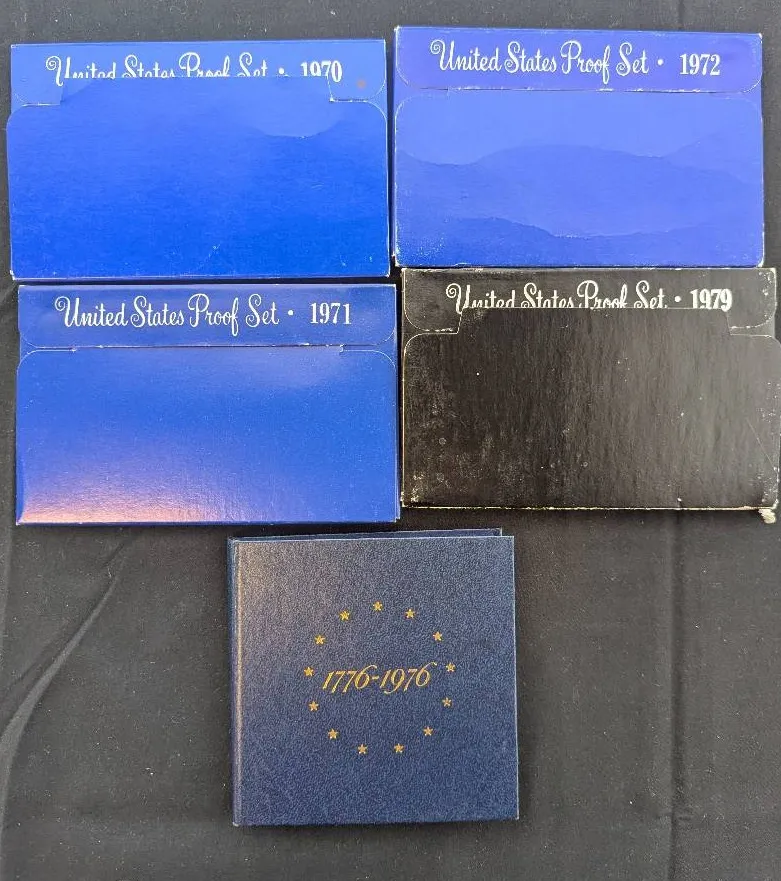 United States Proof Set · 1970
United States Proof Set · 1972
United States Proof Set · 1971
United States Proof Set · 1979
1776-1976